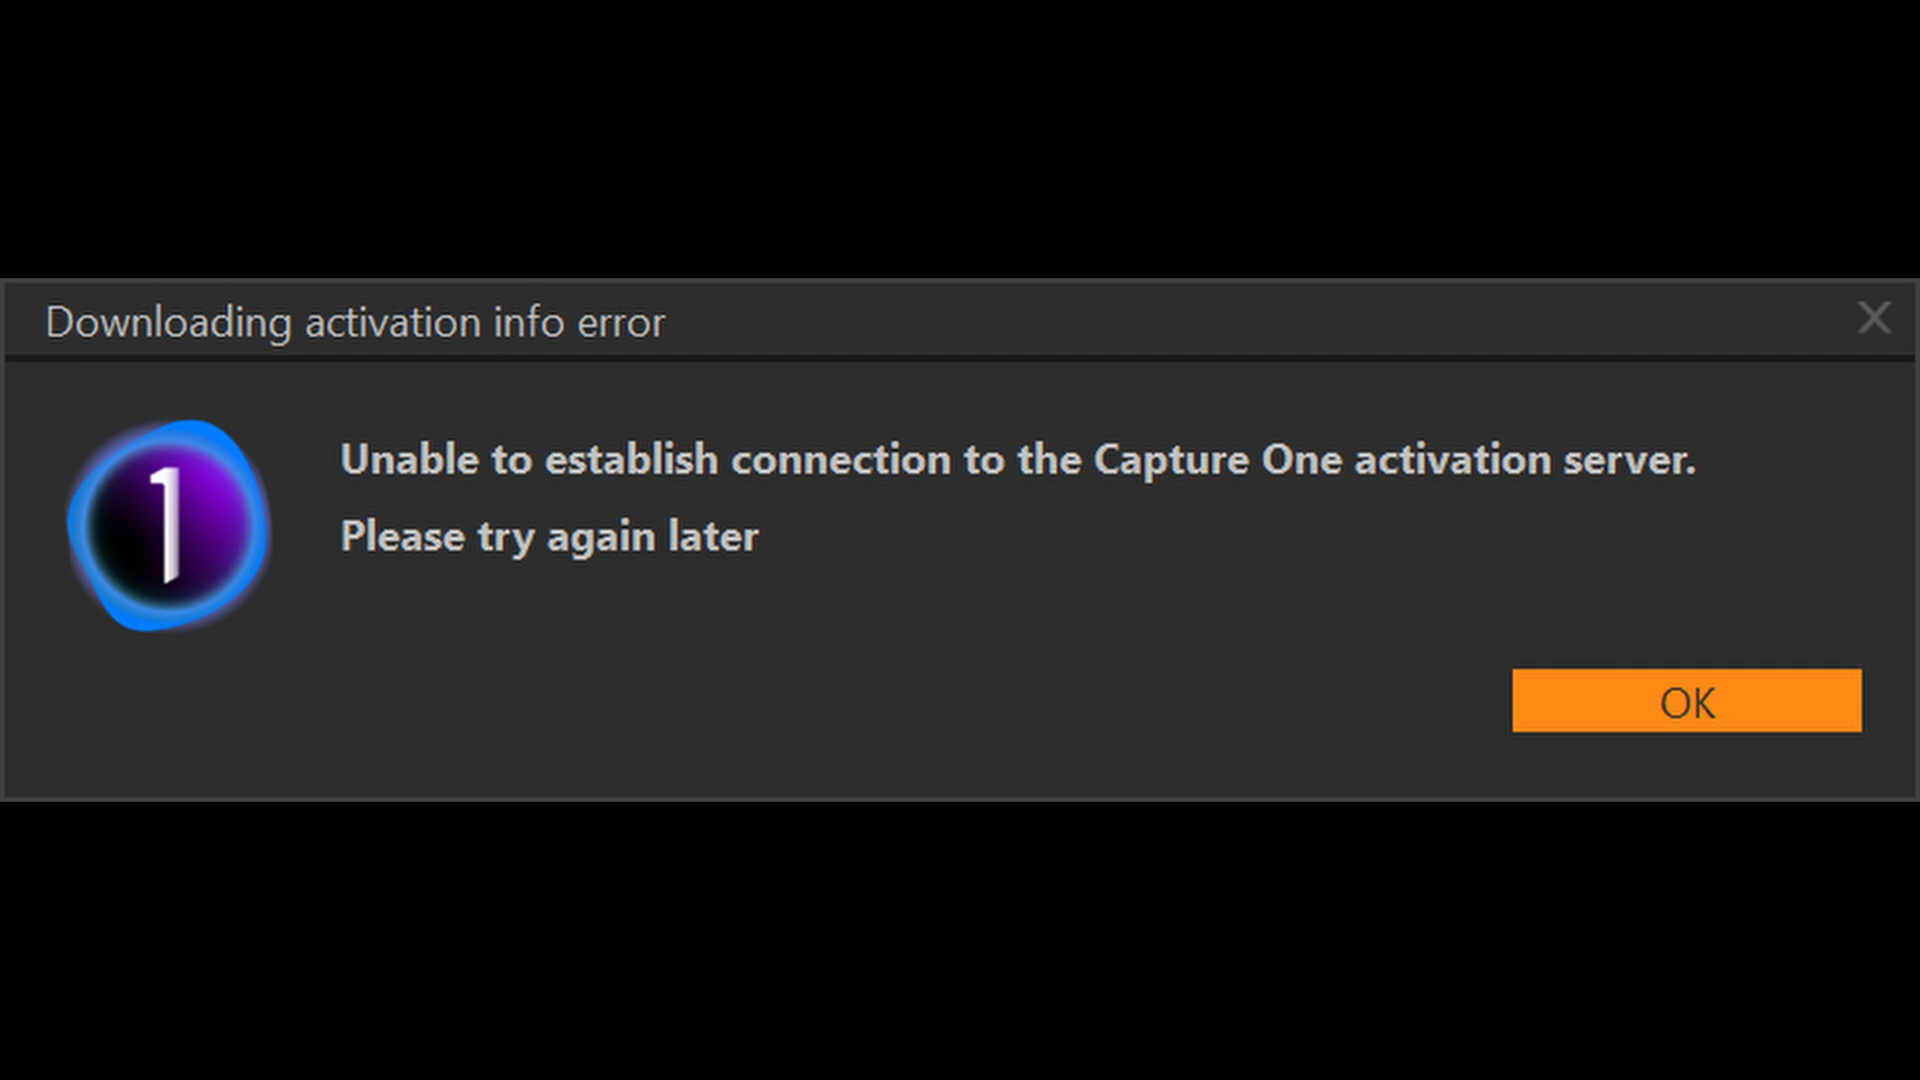 Downloading activation info error
1
Unable to establish connection to the Capture One activation server.
Please try again later
OK